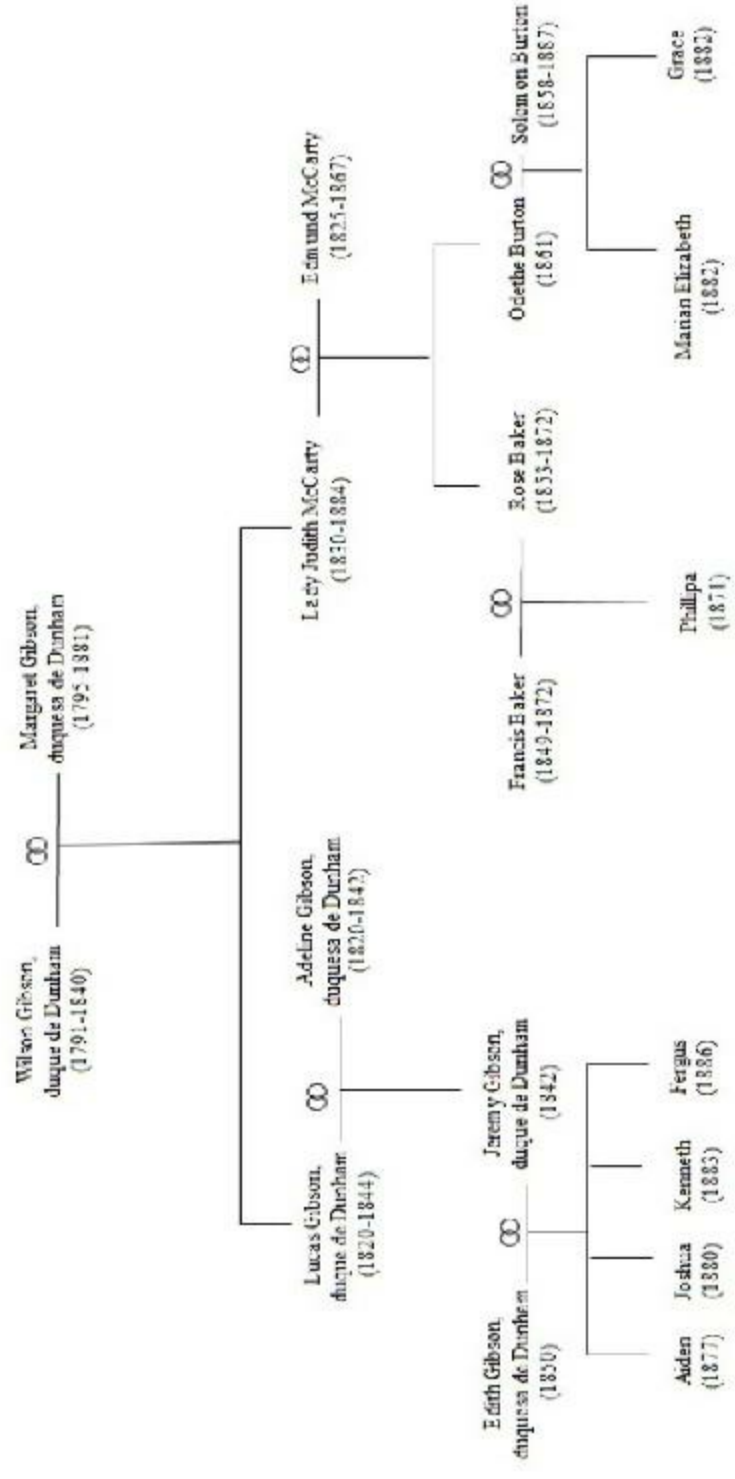 Wilson Gibson,
duque de Dunham
(1791-1840)
Margaret Gibson,
duquesa de Dunham
(1795-1881)
Lucas Gibson,
duque de Dunham
(1820-1844)
Adeline Gibson,
duquesa de Dunham
(1820-1842)
Lady Judith McCarty
(1830-1884)
Edmund McCarty
(1825-1867)
Edith Gibson,
duquesa de Dunham
(1850)
Jeremy Gibson,
duque de Dunham
(1842)
Francis Baker
(1849-1872)
Rose Baker
(1853-1872)
Odethe Burton
(1861)
Solomon Burton
(1858-1887)
Aiden
(1877)
Joshua
(1880)
Kenneth
(1883)
Fergus
(1886)
Phillipa
(1871)
Marian Elizabeth
(1882)
Grace
(1882)